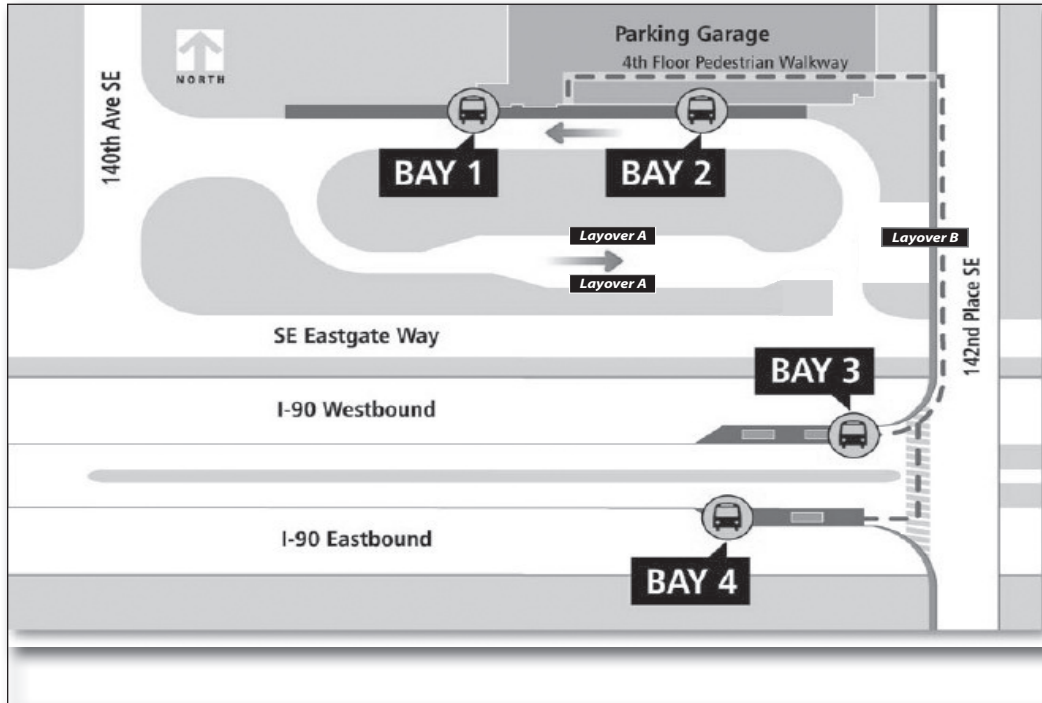 Parking Garage
4th Floor Pedestrian Walkway
NORTH
140th Ave SE
BAY 1
BAY 2
Layover A
Layover B
Layover A
142nd Place SE
SE Eastgate Way
BAY 3
I-90 Westbound
I-90 Eastbound
BAY 4